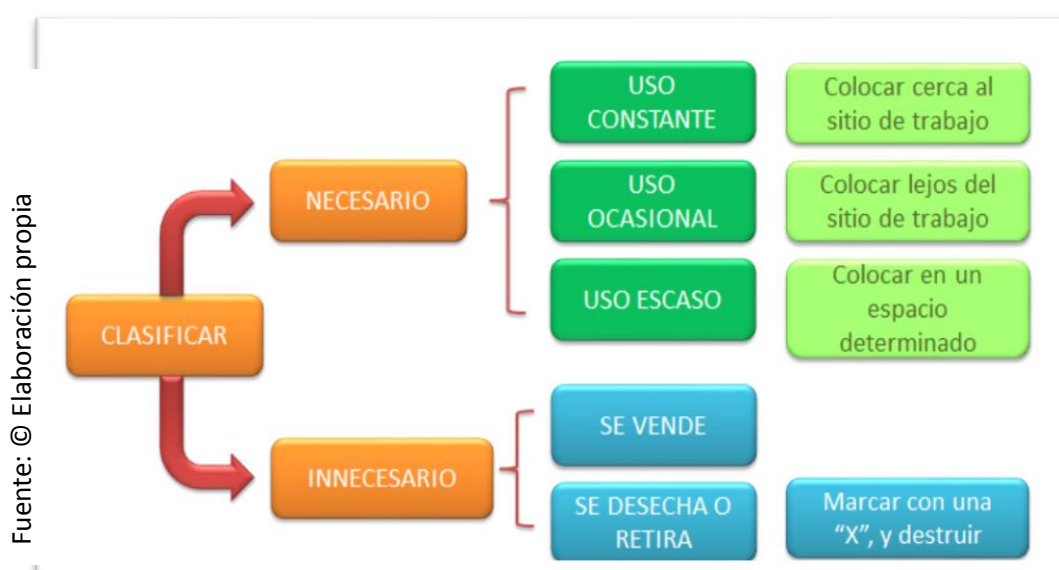 Fuente: © Elaboración propia
CLASIFICAR
NECESARIO
USO
CONSTANTE
Colocar cerca al
sitio de trabajo
USO
OCASIONAL
Colocar lejos del
sitio de trabajo
USO ESCASO
Colocar en un
espacio
determinado
INNECESARIO
SE VENDE
SE DESECHA O
RETIRA
Marcar con una
“X”, y destruir